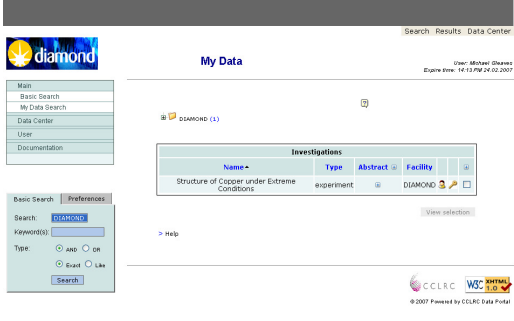 Search Results Data Center
diamond
My Data
User: Michael Gleaves
Expire time: 14:13 PM 24.02.2007
Main
Basic Search
My Data Search
Data Center
User
Documentation
DIAMOND (1)
Investigations
Name Type Abstract Facility
Structure of Copper under Extreme
Conditions
experiment
DIAMOND
View selection
> Help
Basic Search Preferences
Search: DIAMOND
Keyword(s):
Type: AND OR
Exact Like
Search
CCLRC
W3C XHTML
1.0
© 2007 Powered by CCLRC Data Portal